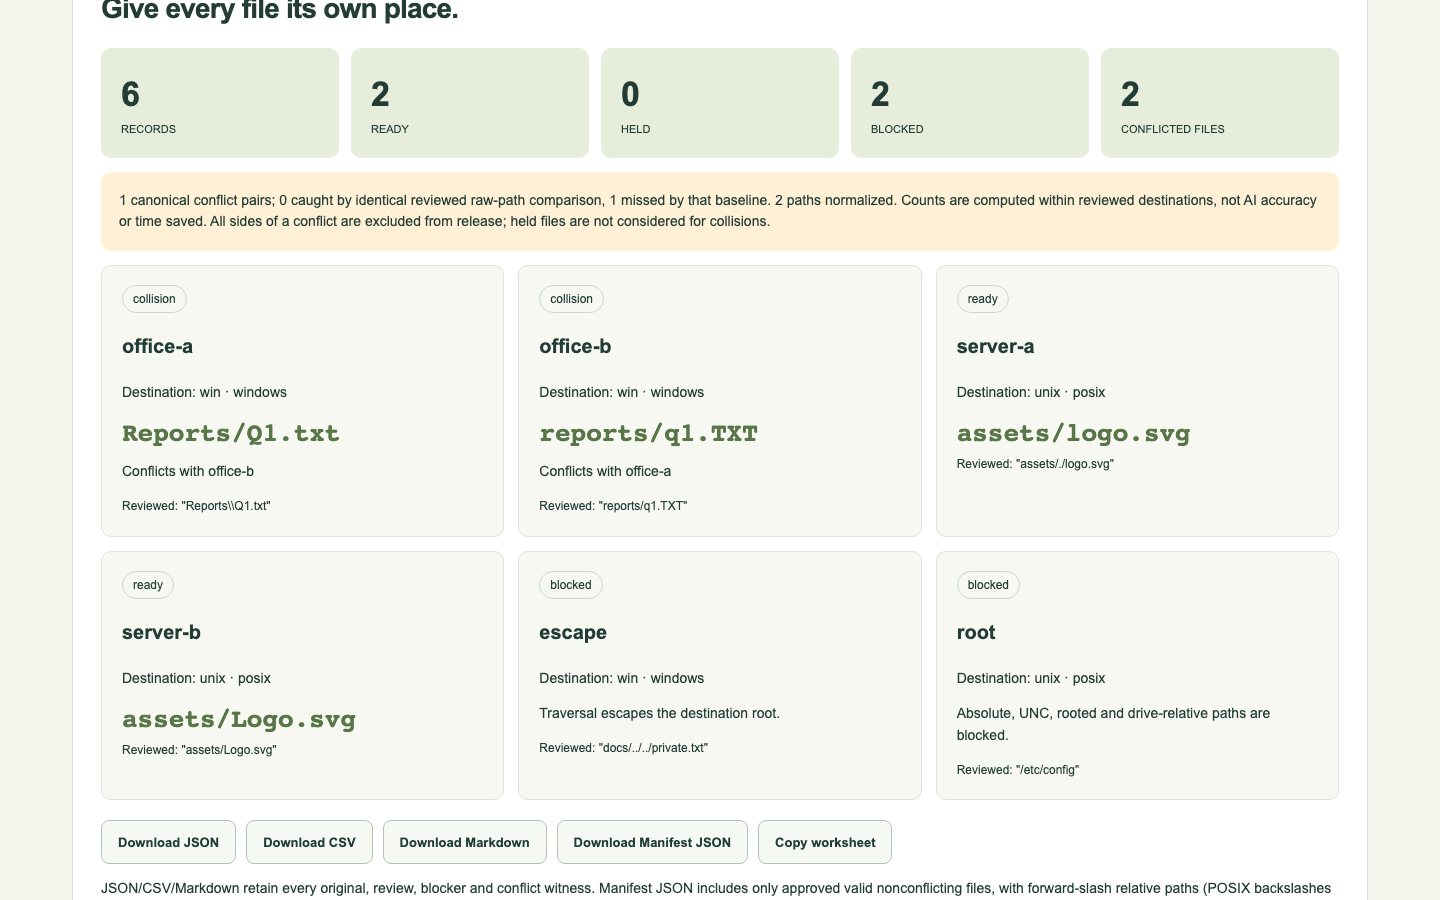 Give every file its own place.
6
RECORDS
2
READY
0
HELD
2
BLOCKED
2
CONFLICTED FILES
1 canonical conflict pairs; 0 caught by identical reviewed raw-path comparison, 1 missed by that baseline. 2 paths normalized. Counts are computed within reviewed destinations, not AI accuracy
or time saved. All sides of a conflict are excluded from release; held files are not considered for collisions.
collision
office-a
Destination: win · windows
Reports/Q1.txt
Conflicts with office-b
Reviewed: "Reports\\Q1.txt"
collision
office-b
Destination: win · windows
reports/q1.TXT
Conflicts with office-a
Reviewed: "reports/q1.TXT"
ready
server-a
Destination: unix · posix
assets/logo.svg
Reviewed: "assets/./logo.svg"
ready
server-b
Destination: unix · posix
assets/Logo.svg
Reviewed: "assets/Logo.svg"
blocked
escape
Destination: win · windows
Traversal escapes the destination root.
Reviewed: "docs/../../private.txt"
blocked
root
Destination: unix · posix
Absolute, UNC, rooted and drive-relative paths are
blocked.
Reviewed: "/etc/config"
Download JSON
Download CSV
Download Markdown
Download Manifest JSON
Copy worksheet
JSON/CSV/Markdown retain every original, review, blocker and conflict witness. Manifest JSON includes only approved valid nonconflicting files, with forward-slash relative paths (POSIX backslashes